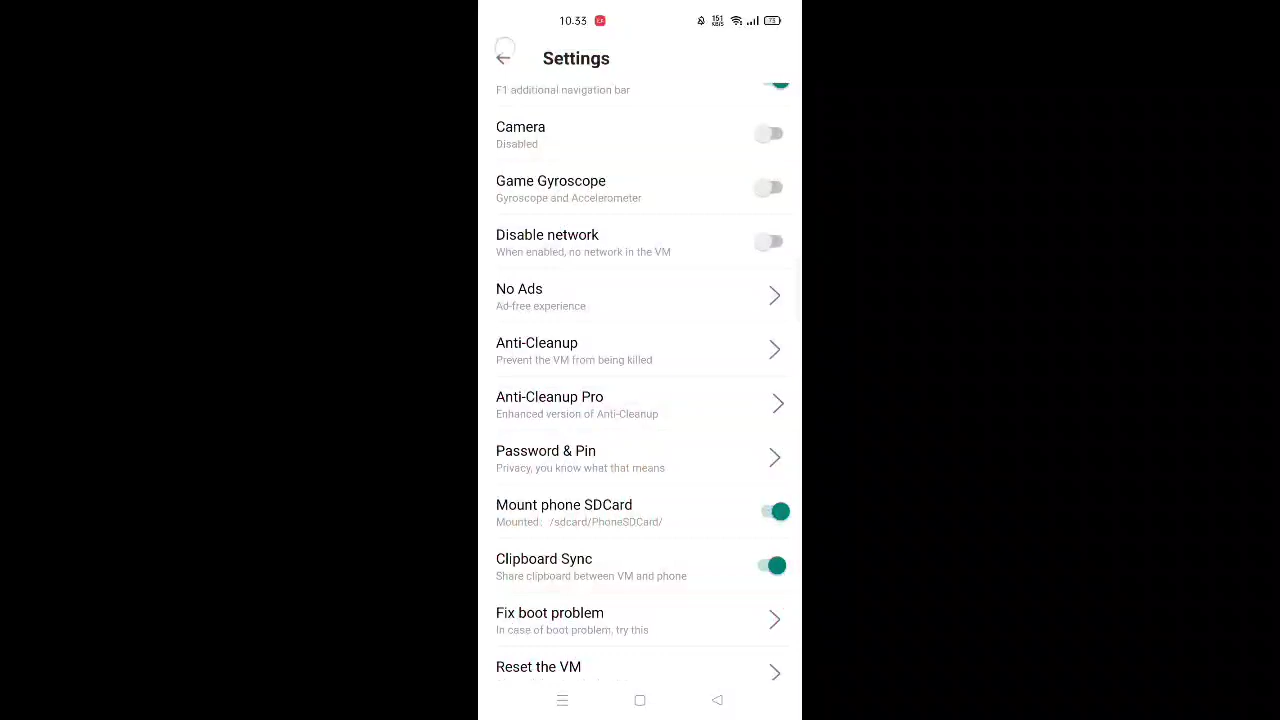 10.33
151
KB/S
75
Settings
F1 additional navigation bar
Camera
Disabled
Game Gyroscope
Gyroscope and Accelerometer
Disable network
When enabled, no network in the VM
No Ads
Ad-free experience
Anti-Cleanup
Prevent the VM from being killed
Anti-Cleanup Pro
Enhanced version of Anti-Cleanup
Password & Pin
Privacy, you know what that means
Mount phone SDCard
Mounted: /sdcard/PhoneSDCard/
Clipboard Sync
Share clipboard between VM and phone
Fix boot problem
In case of boot problem, try this
Reset the VM